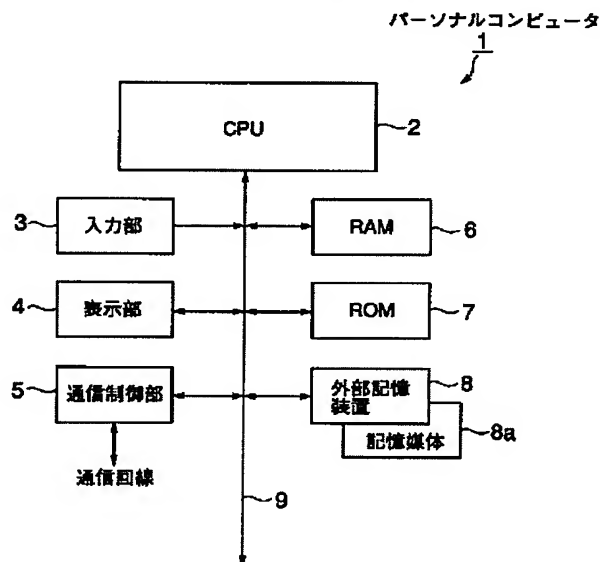 パーソナルコンピュータ
1
CPU
2
3
入力部
RAM
6
4
表示部
ROM
7
5
通信制御部
外部記憶
装置
8
記憶媒体
8a
通信回線
9